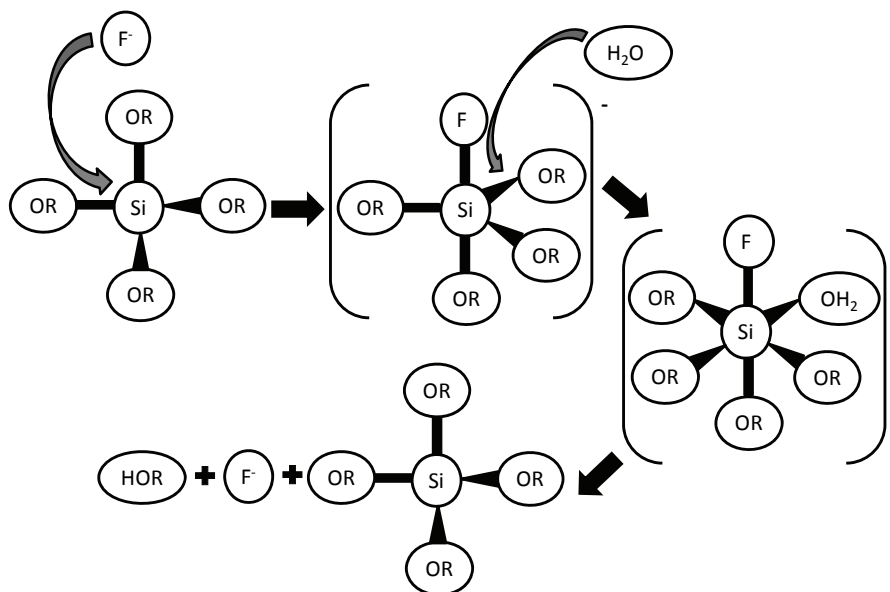 F⁻
H₂O
OR
F
-
OR Si OR
OR Si OR
OR
OR
OR
F
OR OH₂
Si
OR OR
OR
OR
HOR + F⁻ + OR Si OR
OR